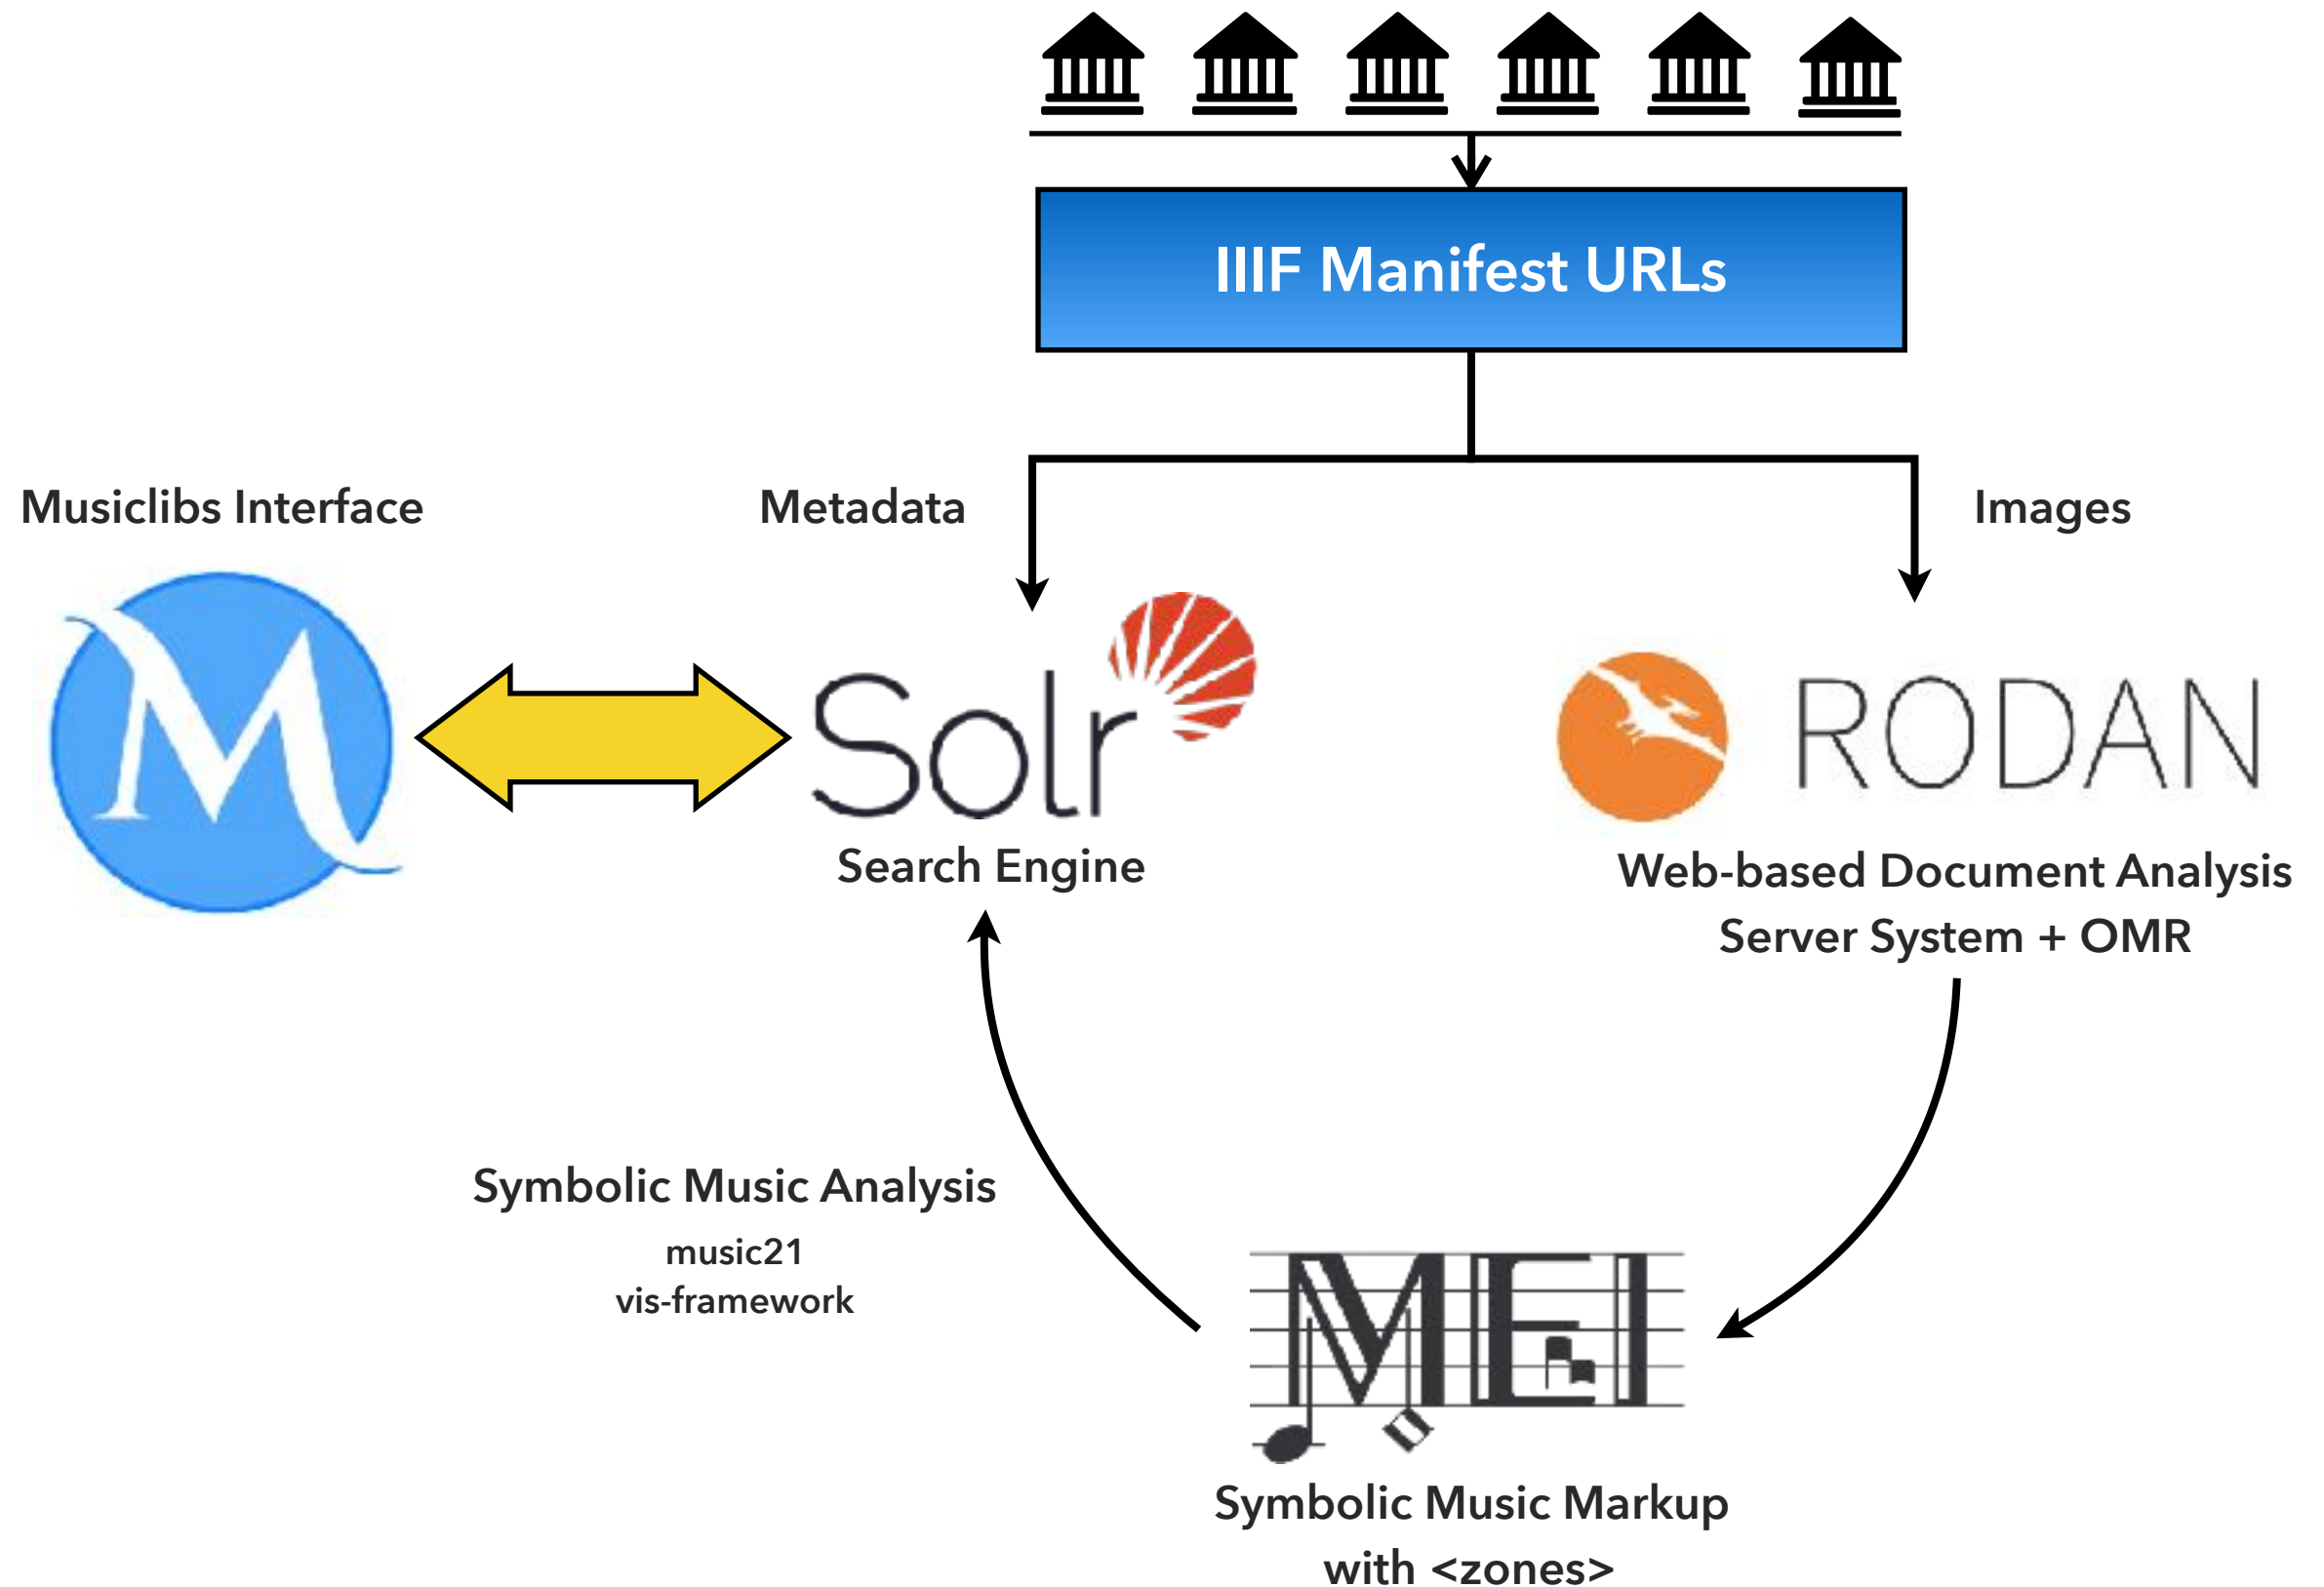 IIIF Manifest URLs
Musiclibs Interface
Metadata
Images
M
Solr
RODAN
Search Engine
Web-based Document Analysis
Server System + OMR
Symbolic Music Analysis
music21
vis-framework
MEI
Symbolic Music Markup
with <zones>